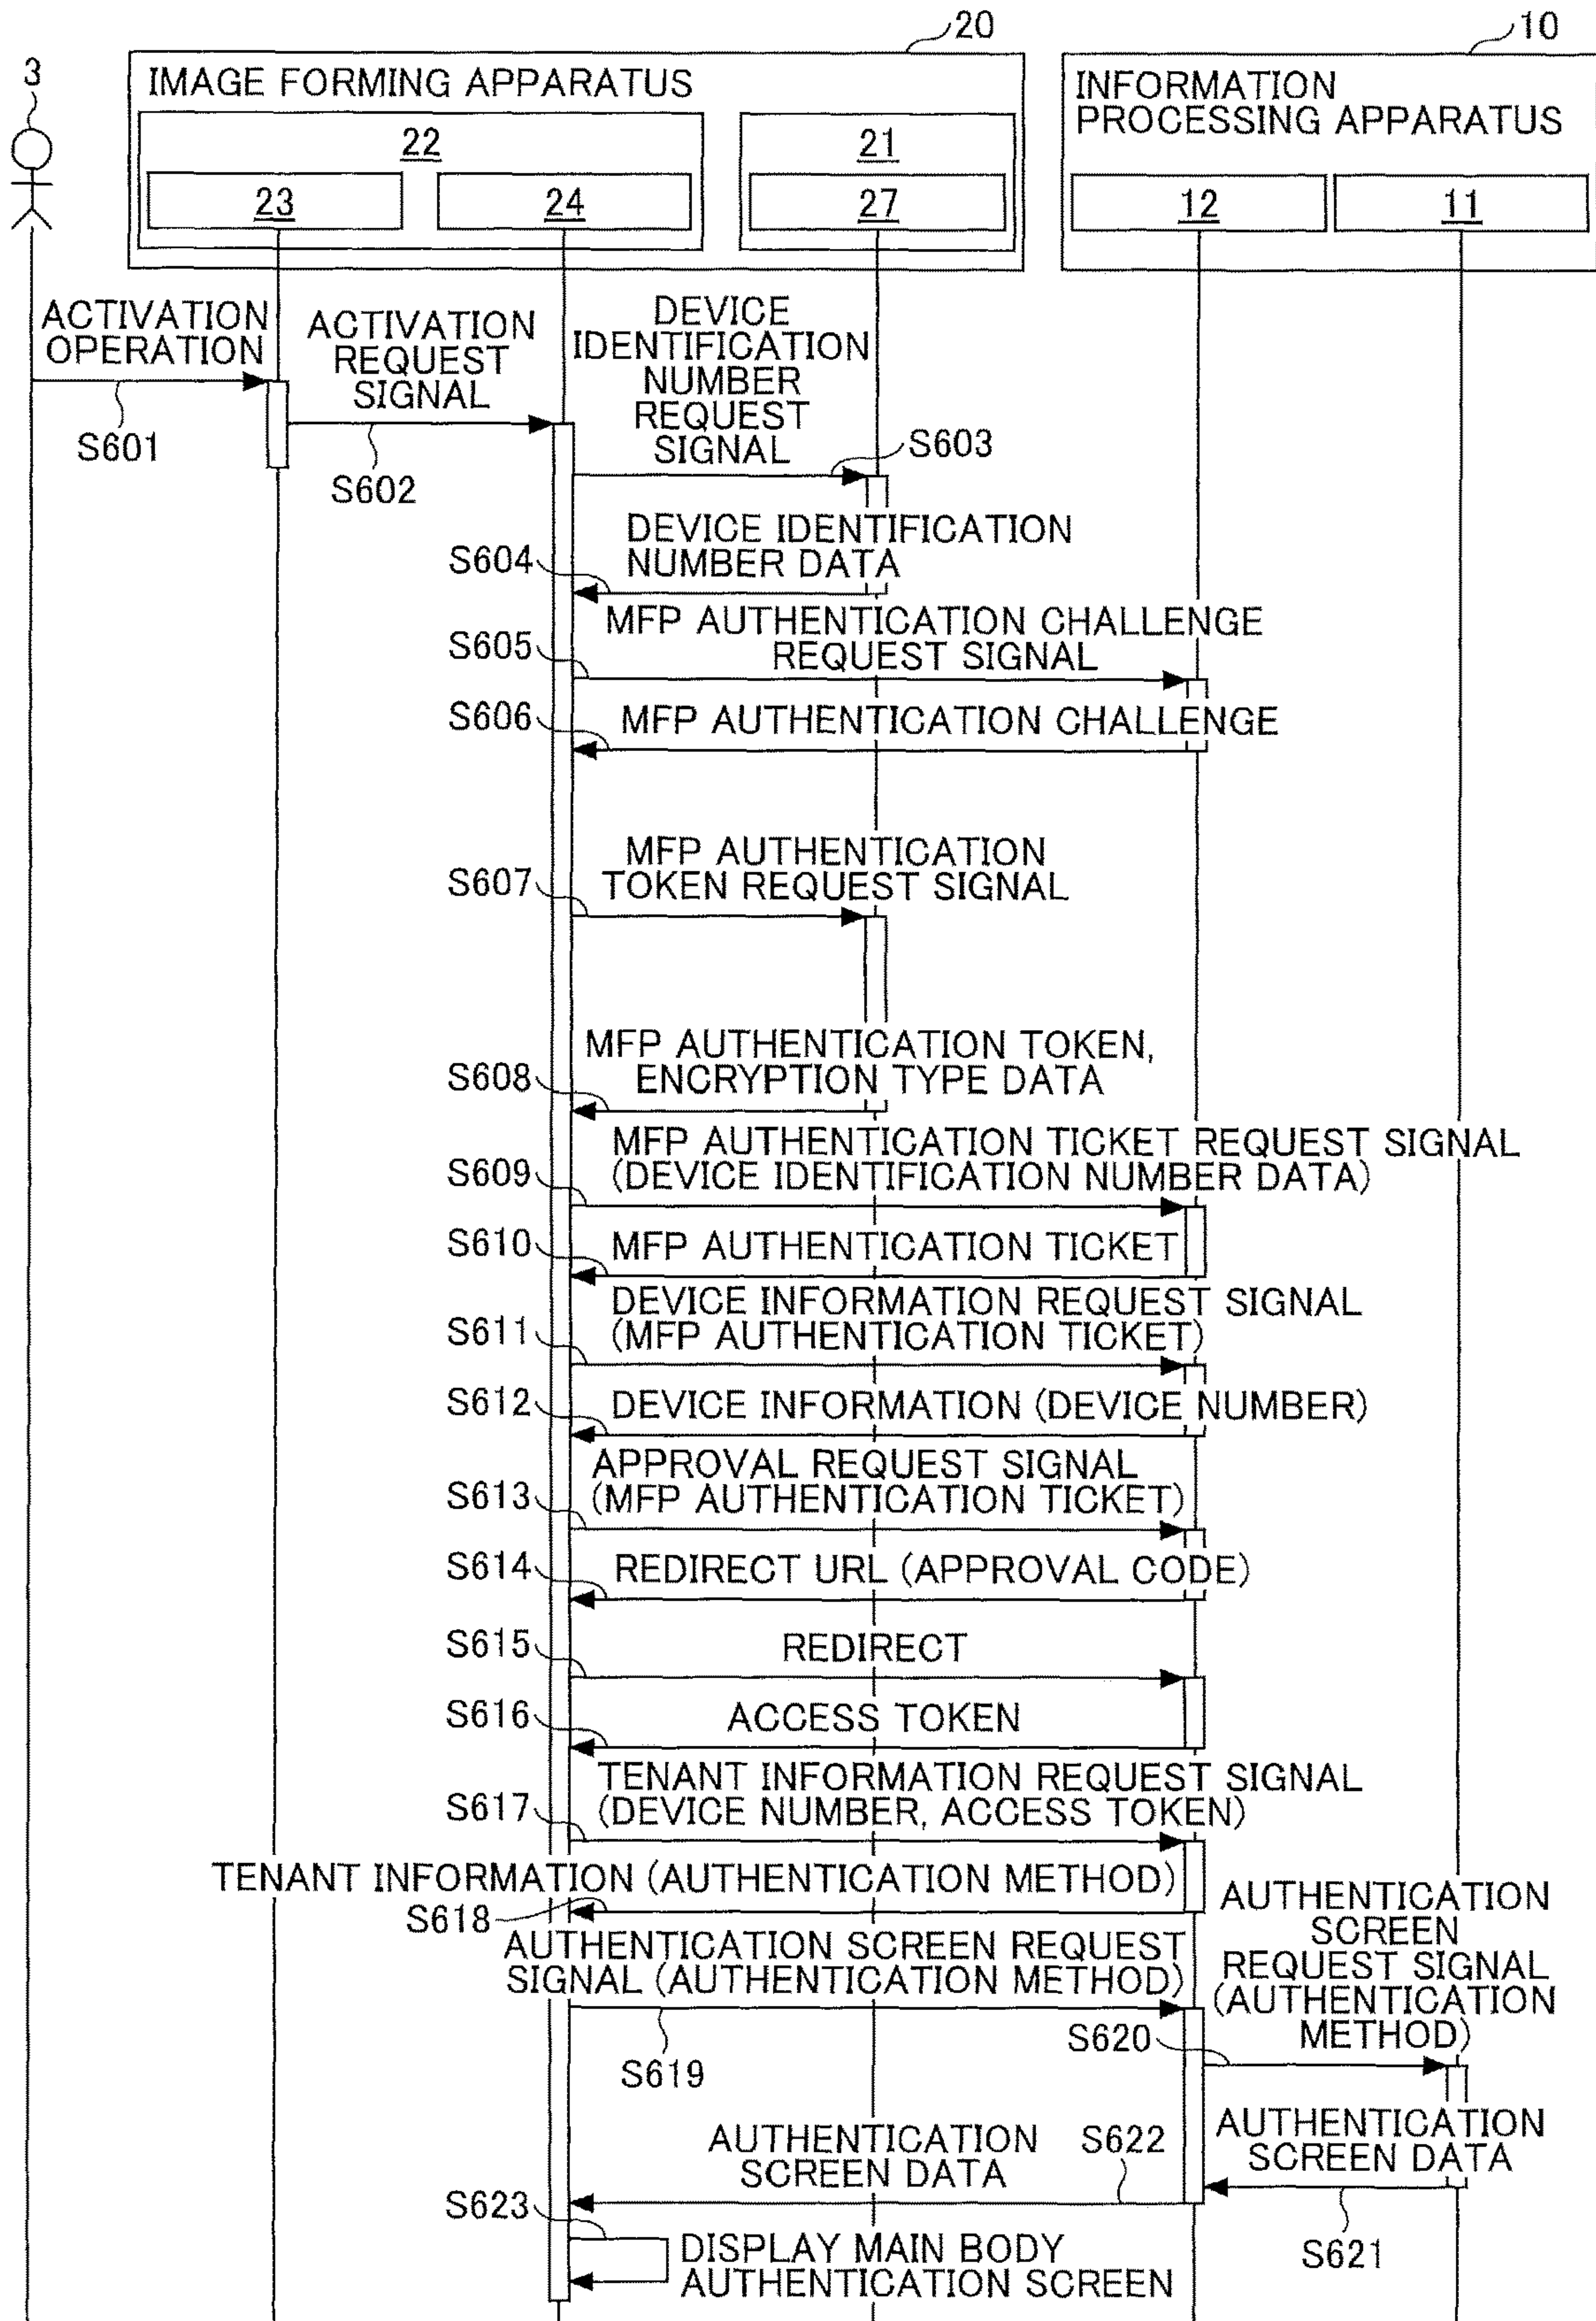 20
10
3
IMAGE FORMING APPARATUS
INFORMATION
PROCESSING APPARATUS
22
21
23
24
27
12
11
ACTIVATION
OPERATION
S601
ACTIVATION
REQUEST
SIGNAL
S602
DEVICE
IDENTIFICATION
NUMBER
REQUEST
SIGNAL
S603
DEVICE IDENTIFICATION
NUMBER DATA
S604
MFP AUTHENTICATION CHALLENGE
REQUEST SIGNAL
S605
S606
MFP AUTHENTICATION CHALLENGE
MFP AUTHENTICATION
TOKEN REQUEST SIGNAL
S607
MFP AUTHENTICATION TOKEN,
ENCRYPTION TYPE DATA
S608
MFP AUTHENTICATION TICKET REQUEST SIGNAL
(DEVICE IDENTIFICATION NUMBER DATA)
S609
S610
MFP AUTHENTICATION TICKET
DEVICE INFORMATION REQUEST SIGNAL
(MFP AUTHENTICATION TICKET)
S611
S612
DEVICE INFORMATION (DEVICE NUMBER)
APPROVAL REQUEST SIGNAL
(MFP AUTHENTICATION TICKET)
S613
S614
REDIRECT URL (APPROVAL CODE)
S615
REDIRECT
S616
ACCESS TOKEN
TENANT INFORMATION REQUEST SIGNAL
(DEVICE NUMBER, ACCESS TOKEN)
S617
TENANT INFORMATION (AUTHENTICATION METHOD)
S618
AUTHENTICATION SCREEN REQUEST
SIGNAL (AUTHENTICATION METHOD)
S619
AUTHENTICATION
SCREEN
REQUEST SIGNAL
(AUTHENTICATION
METHOD)
S620
AUTHENTICATION
SCREEN DATA
S621
AUTHENTICATION
SCREEN DATA
S622
S623
DISPLAY MAIN BODY
AUTHENTICATION SCREEN